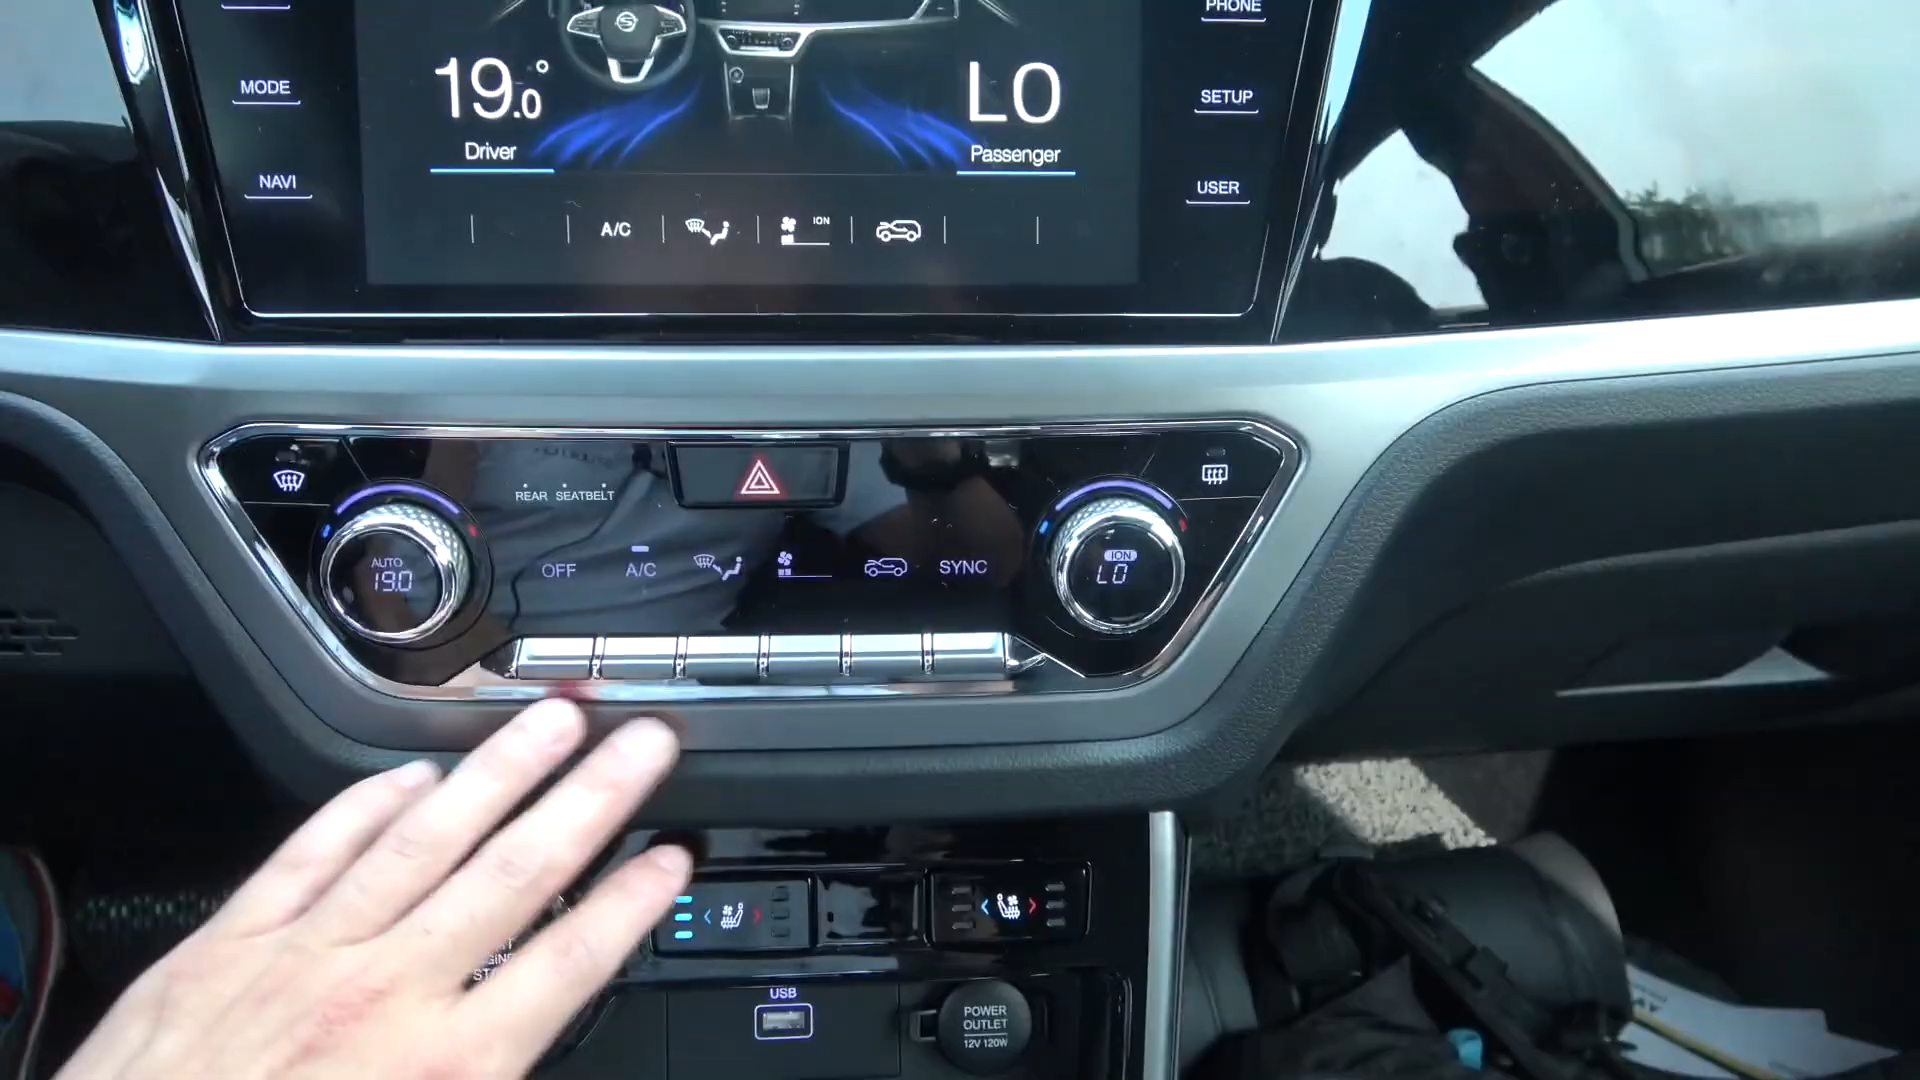 PHONE
MODE
SETUP
NAVI
USER
19.0°
Driver
LO
Passenger
A/C
ION
REAR SEATBELT
AUTO
19.0
OFF
A/C
SYNC
ION
LO
USB
POWER
OUTLET
12V 120W